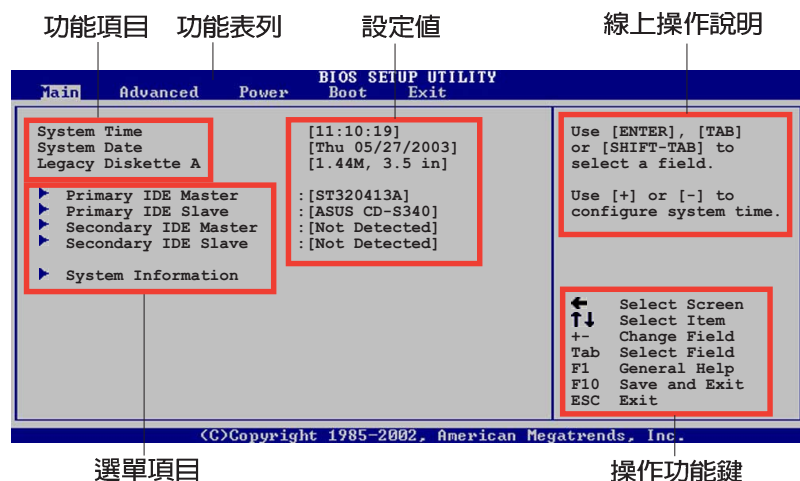 功能項目 功能表列 設定值 線上操作說明
BIOS SETUP UTILITY
Main Advanced Power Boot Exit
System Time [11:10:19]
System Date [Thu 05/27/2003]
Legacy Diskette A [1.44M, 3.5 in]
Primary IDE Master :[ST320413A]
Primary IDE Slave :[ASUS CD-S340]
Secondary IDE Master :[Not Detected]
Secondary IDE Slave :[Not Detected]
System Information
Use [ENTER], [TAB]
or [SHIFT-TAB] to
select a field.
Use [+] or [-] to
configure system time.
← Select Screen
↑↓ Select Item
+- Change Field
Tab Select Field
F1 General Help
F10 Save and Exit
ESC Exit
(C)Copyright 1985-2002, American Megatrends, Inc.
選單項目 操作功能鍵